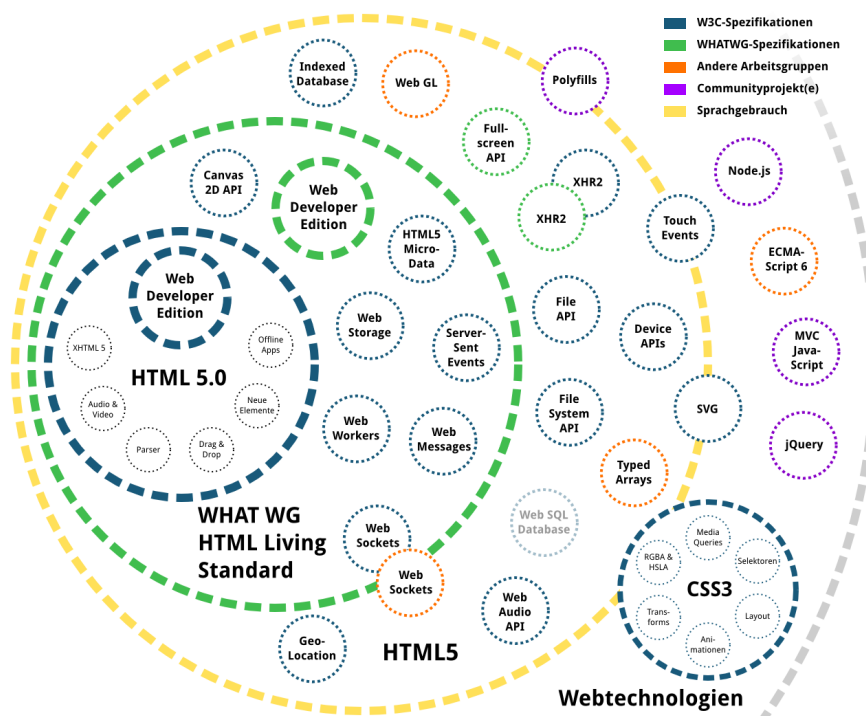 W3C-Spezifikationen
WHATWG-Spezifikationen
Andere Arbeitsgruppen
Communityprojekt(e)
Sprachgebrauch
Indexed
Database
Web GL
Polyfills
Full-
screen
API
Canvas
2D API
Web
Developer
Edition
XHR2
XHR2
Node.js
Touch
Events
HTML5
Micro-
Data
ECMA-
Script 6
Web
Developer
Edition
File
API
Web
Storage
Server-
Sent
Events
Device
APIs
MVC
Java-
Script
XHTML 5
Offline
Apps
HTML 5.0
Audio &
Video
Neue
Elemente
Parser
Drag &
Drop
Web
Workers
Web
Messages
File
System
API
SVG
jQuery
Typed
Arrays
WHAT WG
HTML Living
Standard
Web
Sockets
Web
Sockets
Web SQL
Database
Media
Queries
RGBA &
HSLA
Selektoren
CSS3
Trans-
forms
Layout
Ani-
mationen
Web
Audio
API
Geo-
Location
HTML5
Webtechnologien